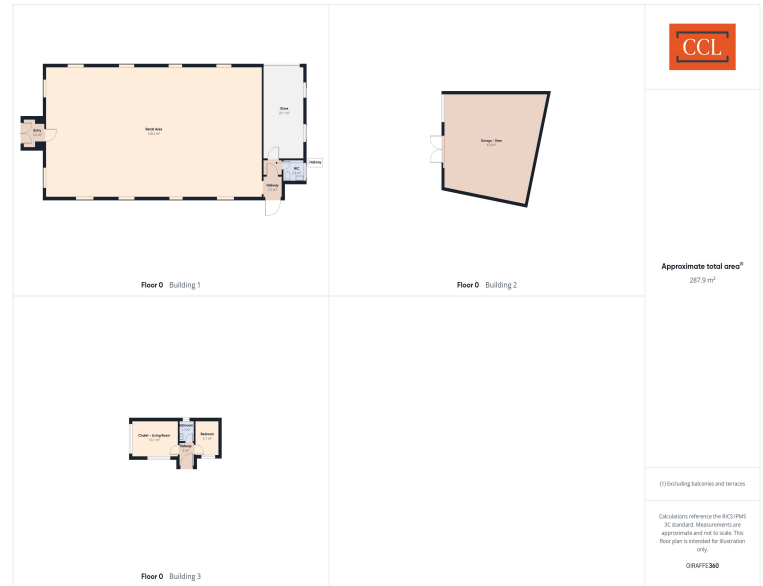 CCL
Store
Retail Area
Entry
WC
Hallway
Hallway
Floor 0 Building 1
Garage / Store
Floor 0 Building 2
Approximate total area(1)
287.9 m²
Chalet - Living Room
Bathroom
Bedroom
Hallway
Floor 0 Building 3
(1) Excluding balconies and terraces
Calculations reference the RICS IPMS
3C standard. Measurements are
approximate and not to scale. This
floor plan is intended for illustration
only.
GIRAFFE360